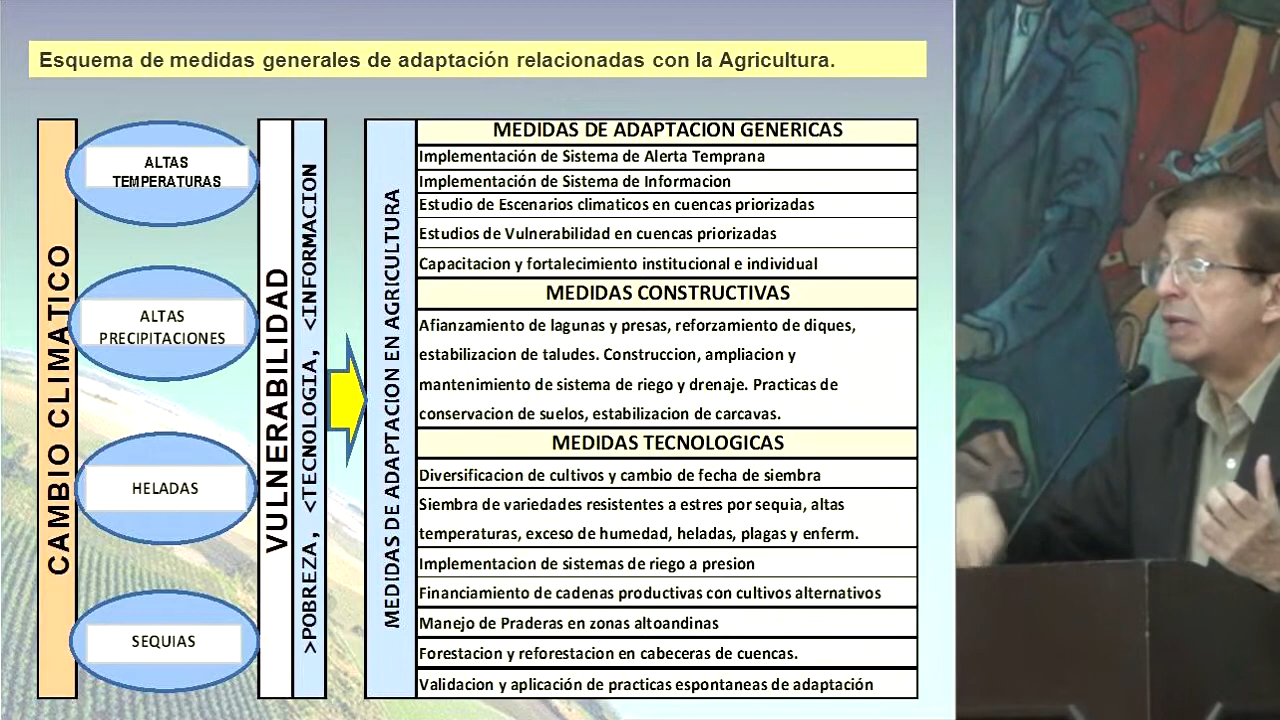 Esquema de medidas generales de adaptación relacionadas con la Agricultura.
CAMBIO CLIMATICO
ALTAS
TEMPERATURAS
ALTAS
PRECIPITACIONES
HELADAS
SEQUIAS
VULNERABILIDAD
>POBREZA, <TECNOLOGIA, <INFORMACION
MEDIDAS DE ADAPTACION EN AGRICULTURA
MEDIDAS DE ADAPTACION GENERICAS
Implementación de Sistema de Alerta Temprana
Implementación de Sistema de Informacion
Estudio de Escenarios climaticos en cuencas priorizadas
Estudios de Vulnerabilidad en cuencas priorizadas
Capacitacion y fortalecimiento institucional e individual
MEDIDAS CONSTRUCTIVAS
Afianzamiento de lagunas y presas, reforzamiento de diques,
estabilizacion de taludes. Construccion, ampliacion y
mantenimiento de sistema de riego y drenaje. Practicas de
conservacion de suelos, estabilizacion de carcavas.
MEDIDAS TECNOLOGICAS
Diversificacion de cultivos y cambio de fecha de siembra
Siembra de variedades resistentes a estres por sequia, altas
temperaturas, exceso de humedad, heladas, plagas y enferm.
Implementacion de sistemas de riego a presion
Financiamiento de cadenas productivas con cultivos alternativos
Manejo de Praderas en zonas altoandinas
Forestacion y reforestacion en cabeceras de cuencas.
Validacion y aplicación de practicas espontaneas de adaptación